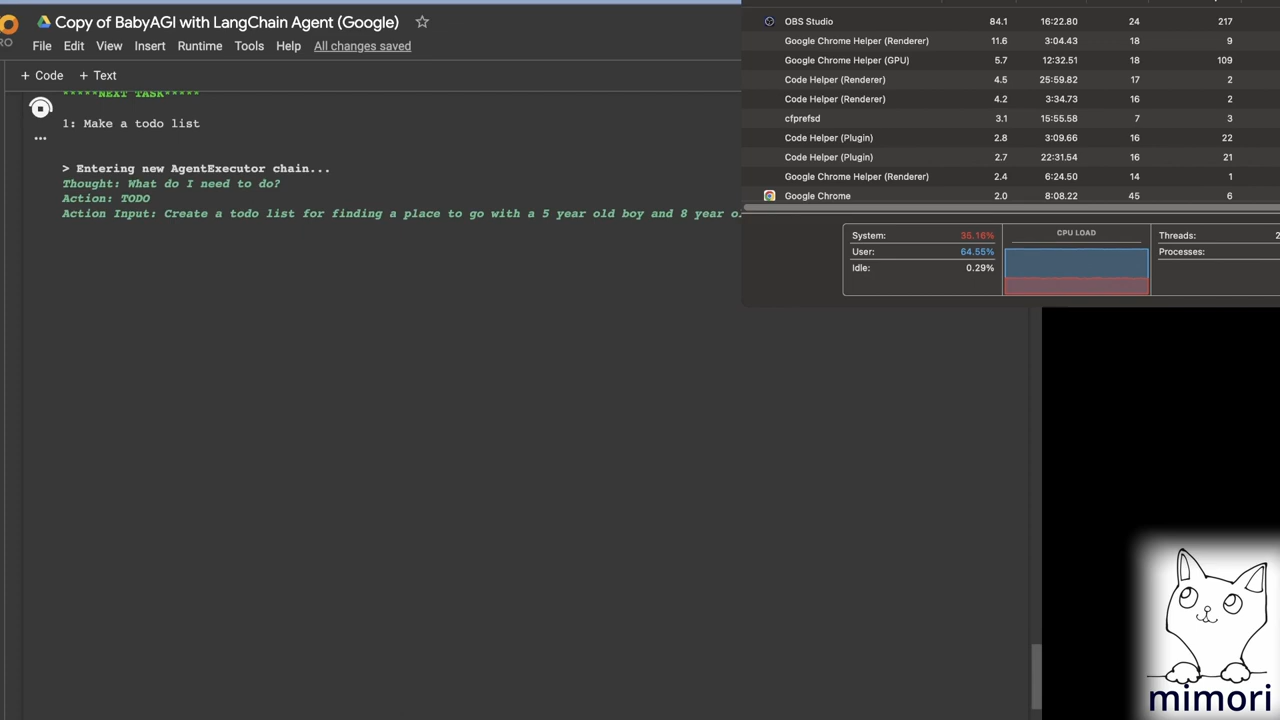 Copy of BabyAGI with LangChain Agent (Google)
File Edit View Insert Runtime Tools Help All changes saved
+ Code + Text
*****NEXT TASK*****
1: Make a todo list
> Entering new AgentExecutor chain...
Thought: What do I need to do?
Action: TODO
Action Input: Create a todo list for finding a place to go with a 5 year old boy and 8 year
OBS Studio 84.1 16:22.80 24 217
Google Chrome Helper (Renderer) 11.6 3:04.43 18 9
Google Chrome Helper (GPU) 5.7 12:32.51 18 109
Code Helper (Renderer) 4.5 25:59.82 17 2
Code Helper (Renderer) 4.2 3:34.73 16 2
cfprefsd 3.1 15:55.58 7 3
Code Helper (Plugin) 2.8 3:09.66 16 22
Code Helper (Plugin) 2.7 22:31.54 16 21
Google Chrome Helper (Renderer) 2.4 6:24.50 14 1
Google Chrome 2.0 8:08.22 45 6
System: 35.16%
User: 64.55%
Idle: 0.29%
CPU LOAD
Threads:
Processes:
mimori